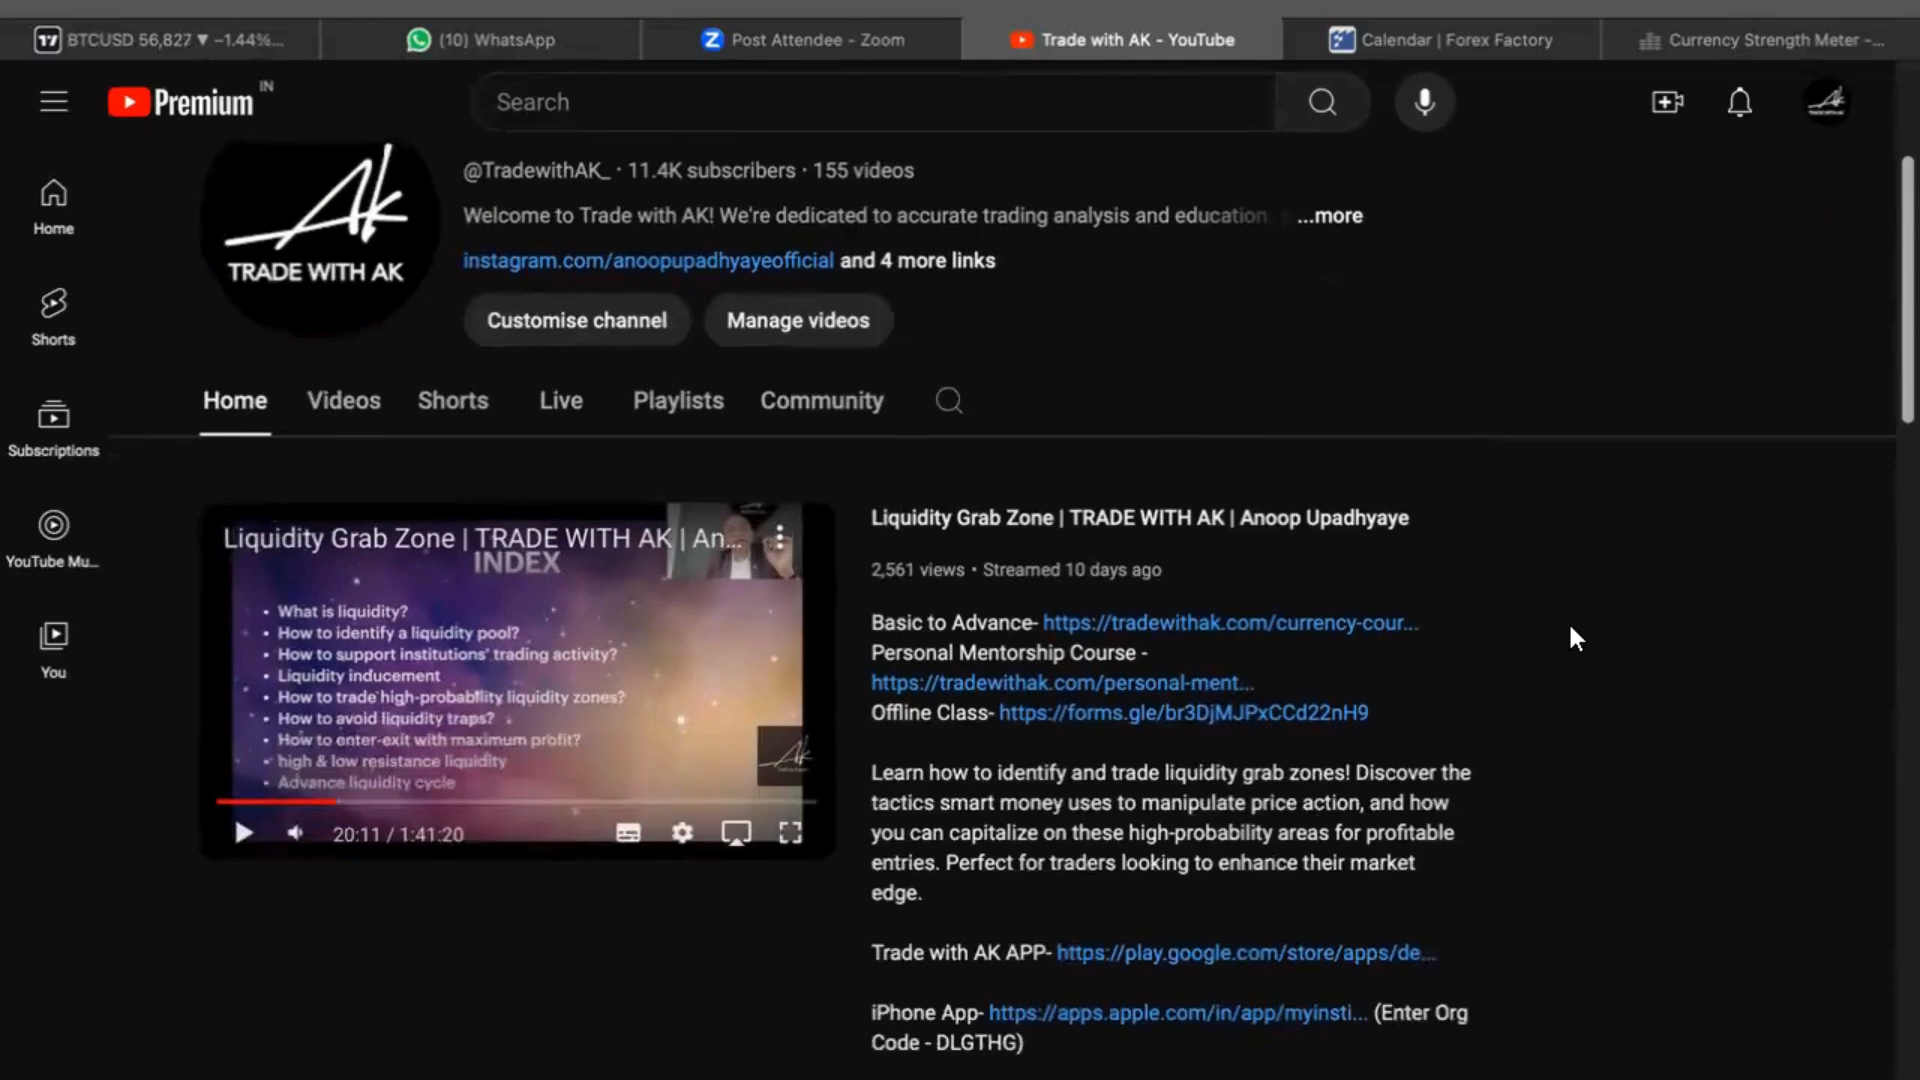 BTCUSD 56,827 ▼ −1.44%...
(10) WhatsApp
Post Attendee - Zoom
Trade with AK - YouTube
Calendar | Forex Factory
Currency Strength Meter -...
Premium IN
Search
TRADE WITH AK
@TradewithAK_ · 11.4K subscribers · 155 videos
Welcome to Trade with AK! We're dedicated to accurate trading analysis and education ...more
instagram.com/anoopupadhyayeofficial and 4 more links
Customise channel
Manage videos
Home
Shorts
Subscriptions
YouTube Mu...
You
Home Videos Shorts Live Playlists Community
Liquidity Grab Zone | TRADE WITH AK | An...
INDEX
• What is liquidity?
• How to identify a liquidity pool?
• How to support institutions' trading activity?
• Liquidity inducement
• How to trade high-probability liquidity zones?
• How to avoid liquidity traps?
• How to enter-exit with maximum profit?
• high & low resistance liquidity
• Advance liquidity cycle
20:11 / 1:41:20
Liquidity Grab Zone | TRADE WITH AK | Anoop Upadhyaye
2,561 views • Streamed 10 days ago
Basic to Advance- https://tradewithak.com/currency-cour...
Personal Mentorship Course -
https://tradewithak.com/personal-ment...
Offline Class- https://forms.gle/br3DjMJPxCCd22nH9
Learn how to identify and trade liquidity grab zones! Discover the
tactics smart money uses to manipulate price action, and how
you can capitalize on these high-probability areas for profitable
entries. Perfect for traders looking to enhance their market
edge.
Trade with AK APP- https://play.google.com/store/apps/de...
iPhone App- https://apps.apple.com/in/app/myinsti... (Enter Org
Code - DLGTHG)